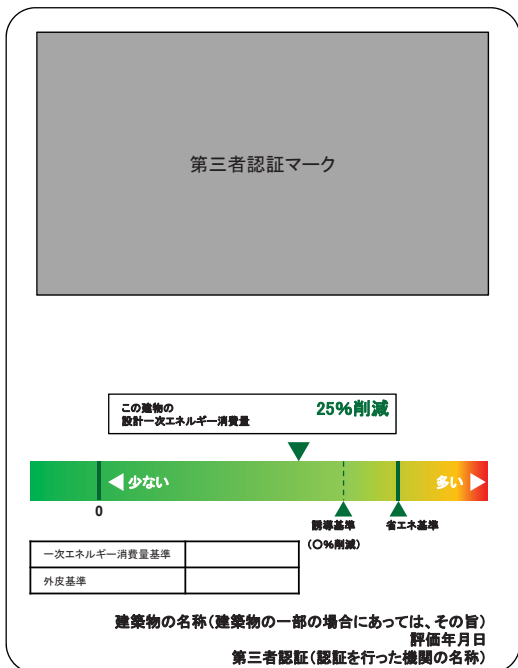 第三者認証マーク
この建物の
設計一次エネルギー消費量
25%削減
少ない
多い
0
誘導基準
(〇%削減)
省エネ基準
一次エネルギー消費量基準
外皮基準
建築物の名称(建築物の一部の場合にあっては、その旨)
評価年月日
第三者認証(認証を行った機関の名称)